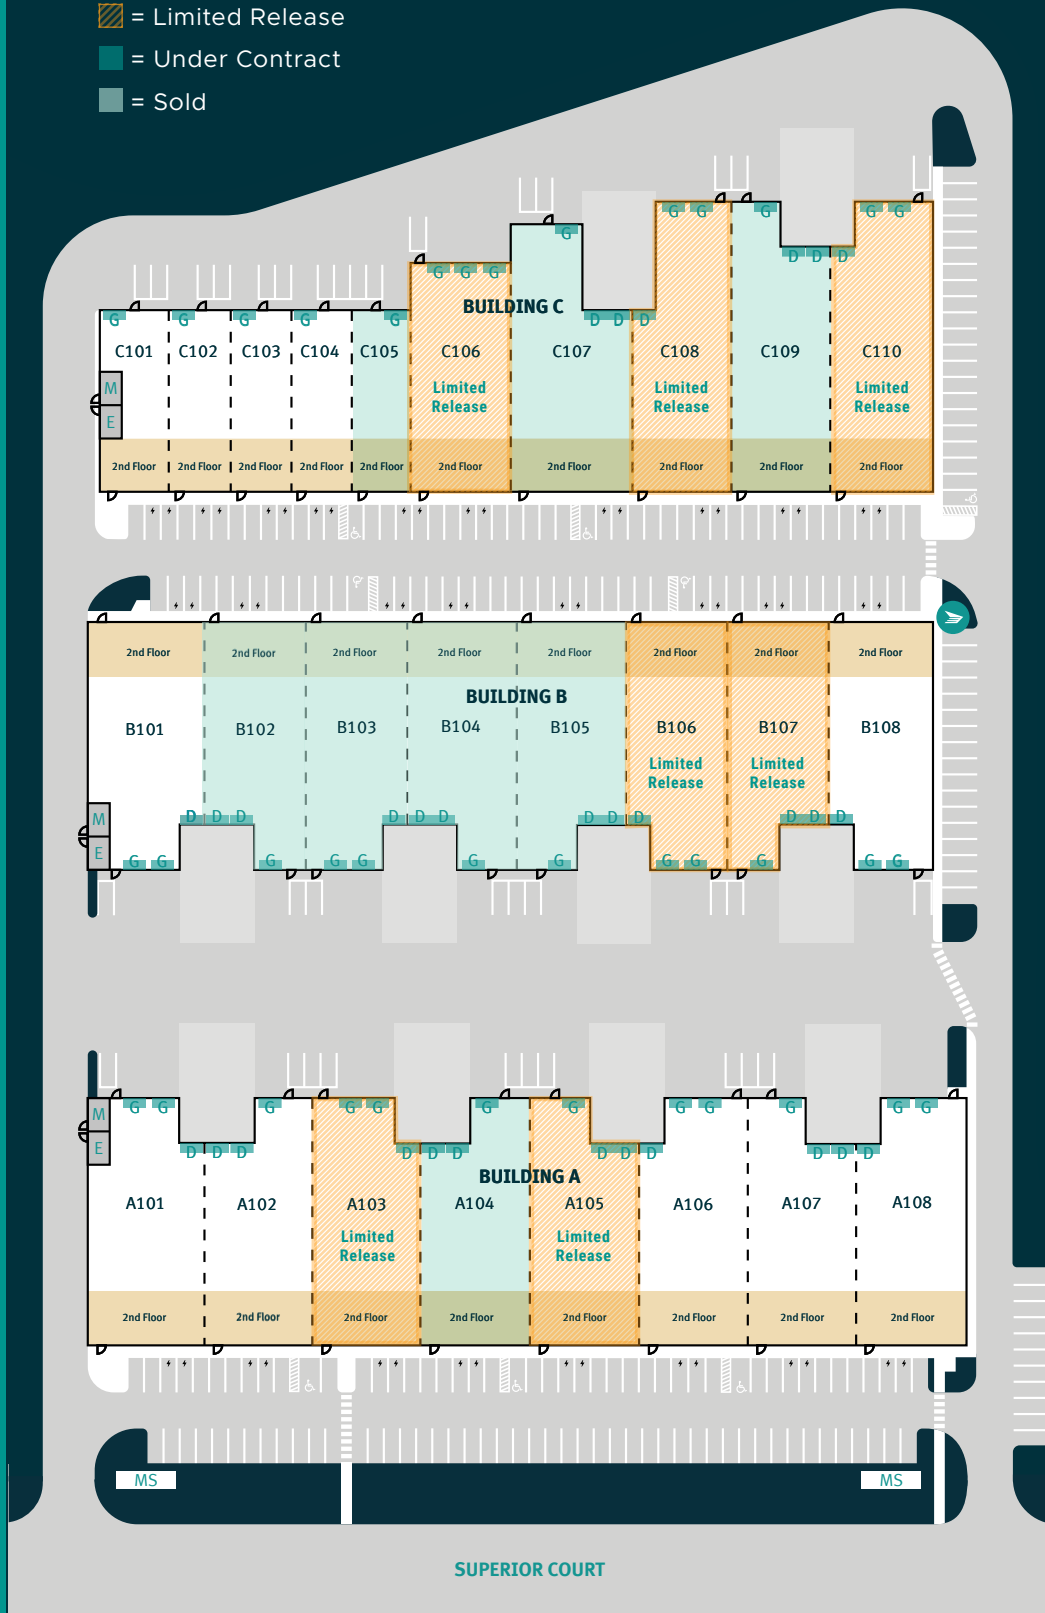 = Limited Release
= Under Contract
= Sold
G G G G G
G G G G
G G G G G
D D D D D D
BUILDING C
C101 C102 C103 C104 C105 C106 C107 C108 C109 C110
Limited Release
Limited Release
Limited Release
M
E
2nd Floor 2nd Floor 2nd Floor 2nd Floor 2nd Floor 2nd Floor 2nd Floor 2nd Floor 2nd Floor 2nd Floor
2nd Floor 2nd Floor 2nd Floor 2nd Floor 2nd Floor 2nd Floor 2nd Floor 2nd Floor
BUILDING B
B101 B102 B103 B104 B105 B106 B107 B108
Limited Release
Limited Release
M
E
D D D D D D D D D D D D
G G G G G G G G G G G G
M
E
G G G G G G G G G G G G
D D D D D D D D D D D D
BUILDING A
A101 A102 A103 A104 A105 A106 A107 A108
Limited Release
Limited Release
2nd Floor 2nd Floor 2nd Floor 2nd Floor 2nd Floor 2nd Floor 2nd Floor 2nd Floor
MS MS
SUPERIOR COURT